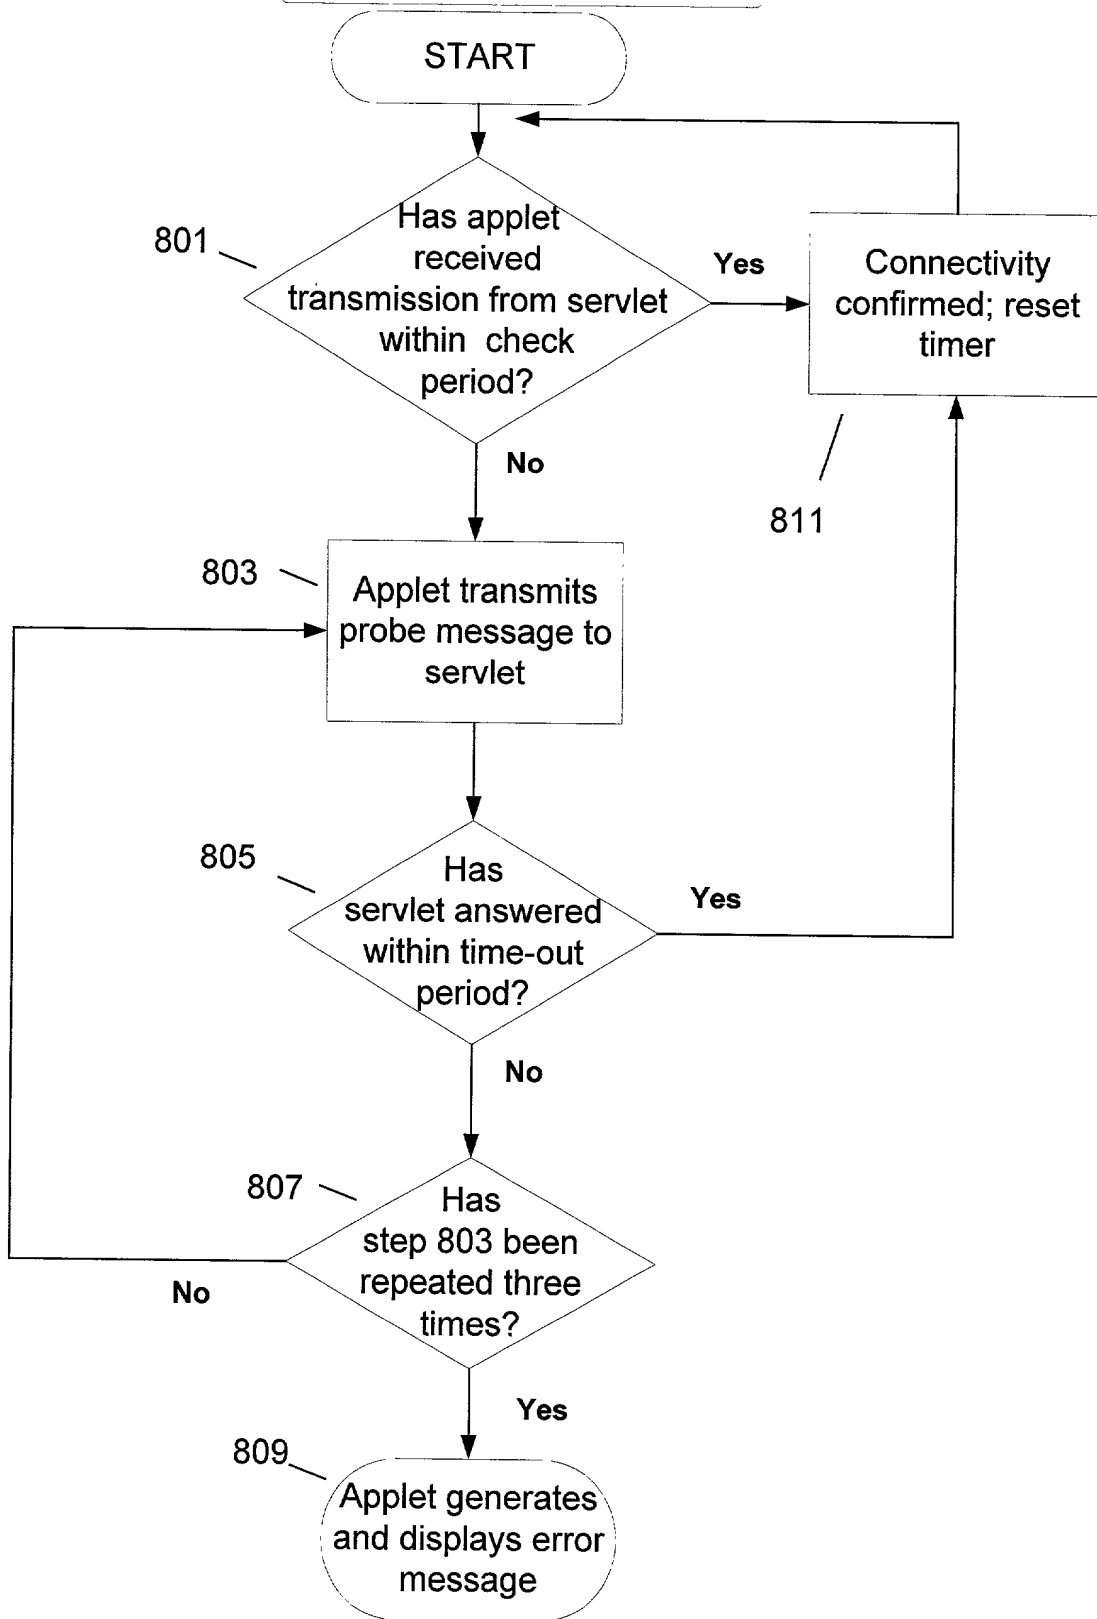 START
801
Has applet
received
transmission from servlet
within check
period?
Yes
Connectivity
confirmed; reset
timer
No
811
803
Applet transmits
probe message to
servlet
805
Has
servlet answered
within time-out
period?
Yes
No
807
Has
step 803 been
repeated three
times?
No
Yes
809
Applet generates
and displays error
message